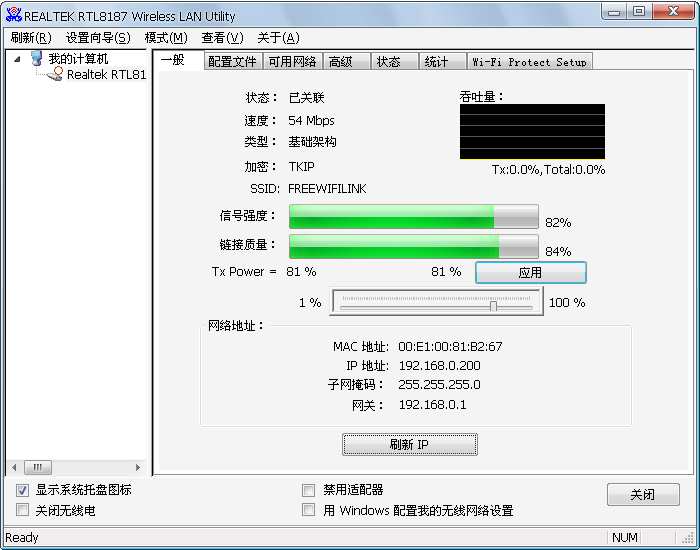 REALTEK RTL8187 Wireless LAN Utility
刷新(R) 设置向导(S) 模式(M) 查看(V) 关于(A)
我的计算机
Realtek RTL81
一般 配置文件 可用网络 高级 状态 统计 Wi-Fi Protect Setup
状态： 已关联
吞吐量：
速度： 54 Mbps
类型： 基础架构
加密： TKIP
Tx:0.0%,Total:0.0%
SSID: FREEWIFILINK
信号强度： 82%
链接质量： 84%
Tx Power = 81 % 81 % 应用
1 % 100 %
网络地址：
MAC 地址: 00:E1:00:81:B2:67
IP 地址: 192.168.0.200
子网掩码： 255.255.255.0
网关： 192.168.0.1
刷新 IP
显示系统托盘图标 禁用适配器
关闭
关闭无线电 用 Windows 配置我的无线网络设置
Ready NUM